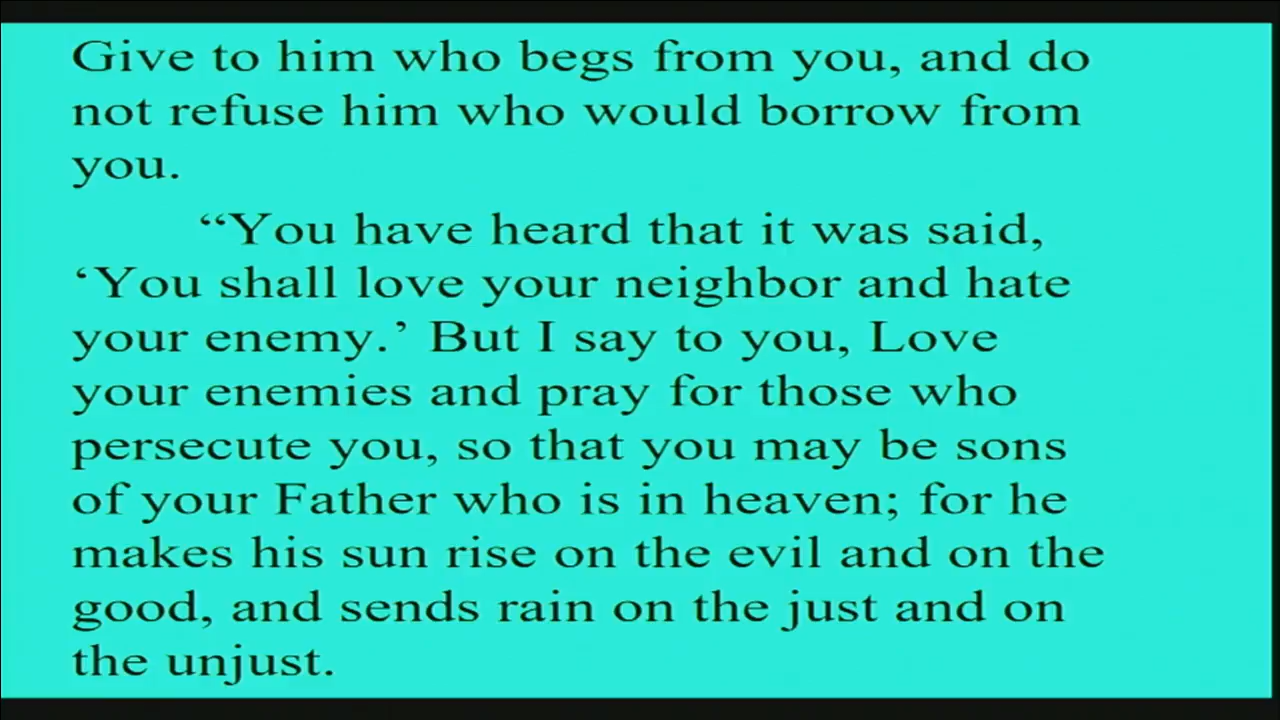 Give to him who begs from you, and do
not refuse him who would borrow from
you.
“You have heard that it was said,
‘You shall love your neighbor and hate
your enemy.’ But I say to you, Love
your enemies and pray for those who
persecute you, so that you may be sons
of your Father who is in heaven; for he
makes his sun rise on the evil and on the
good, and sends rain on the just and on
the unjust.